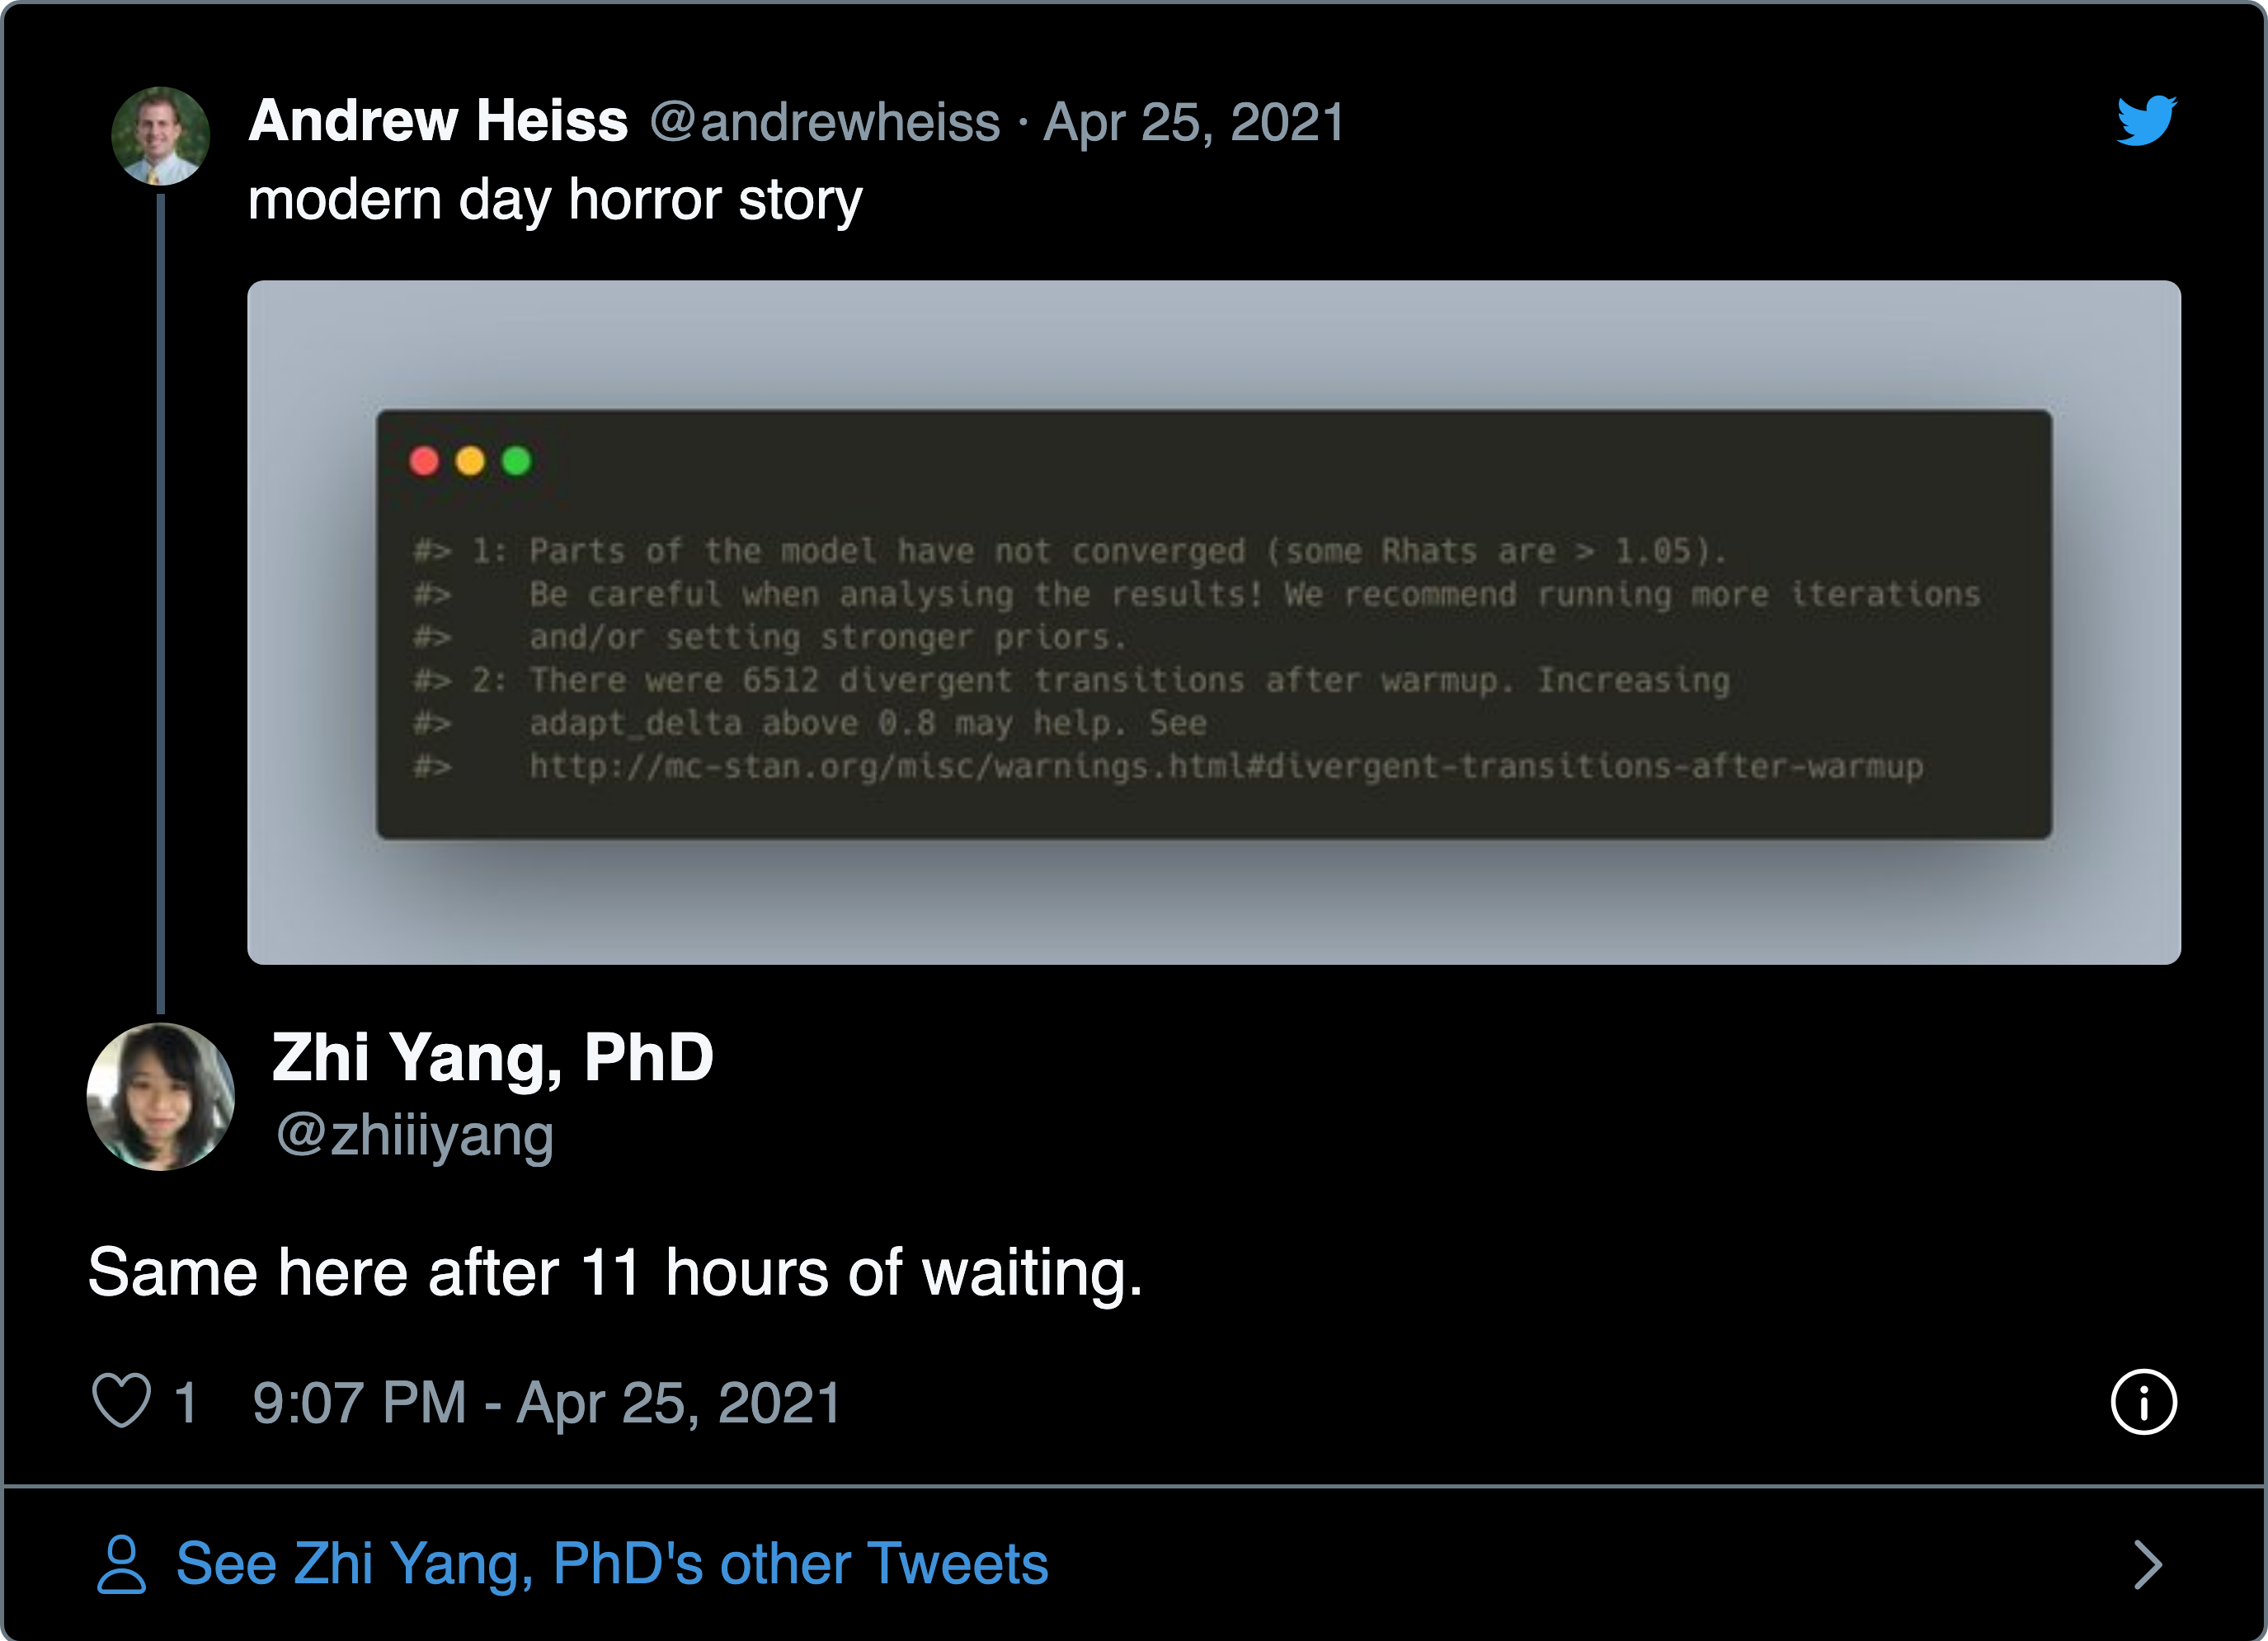 Andrew Heiss @andrewheiss · Apr 25, 2021
modern day horror story
#> 1: Parts of the model have not converged (some Rhats are > 1.05).
#>    Be careful when analysing the results! We recommend running more iterations
#>    and/or setting stronger priors.
#> 2: There were 6512 divergent transitions after warmup. Increasing
#>    adapt_delta above 0.8 may help. See
#>    http://mc-stan.org/misc/warnings.html#divergent-transitions-after-warmup
Zhi Yang, PhD
@zhiiiyang
Same here after 11 hours of waiting.
1 9:07 PM - Apr 25, 2021
See Zhi Yang, PhD's other Tweets